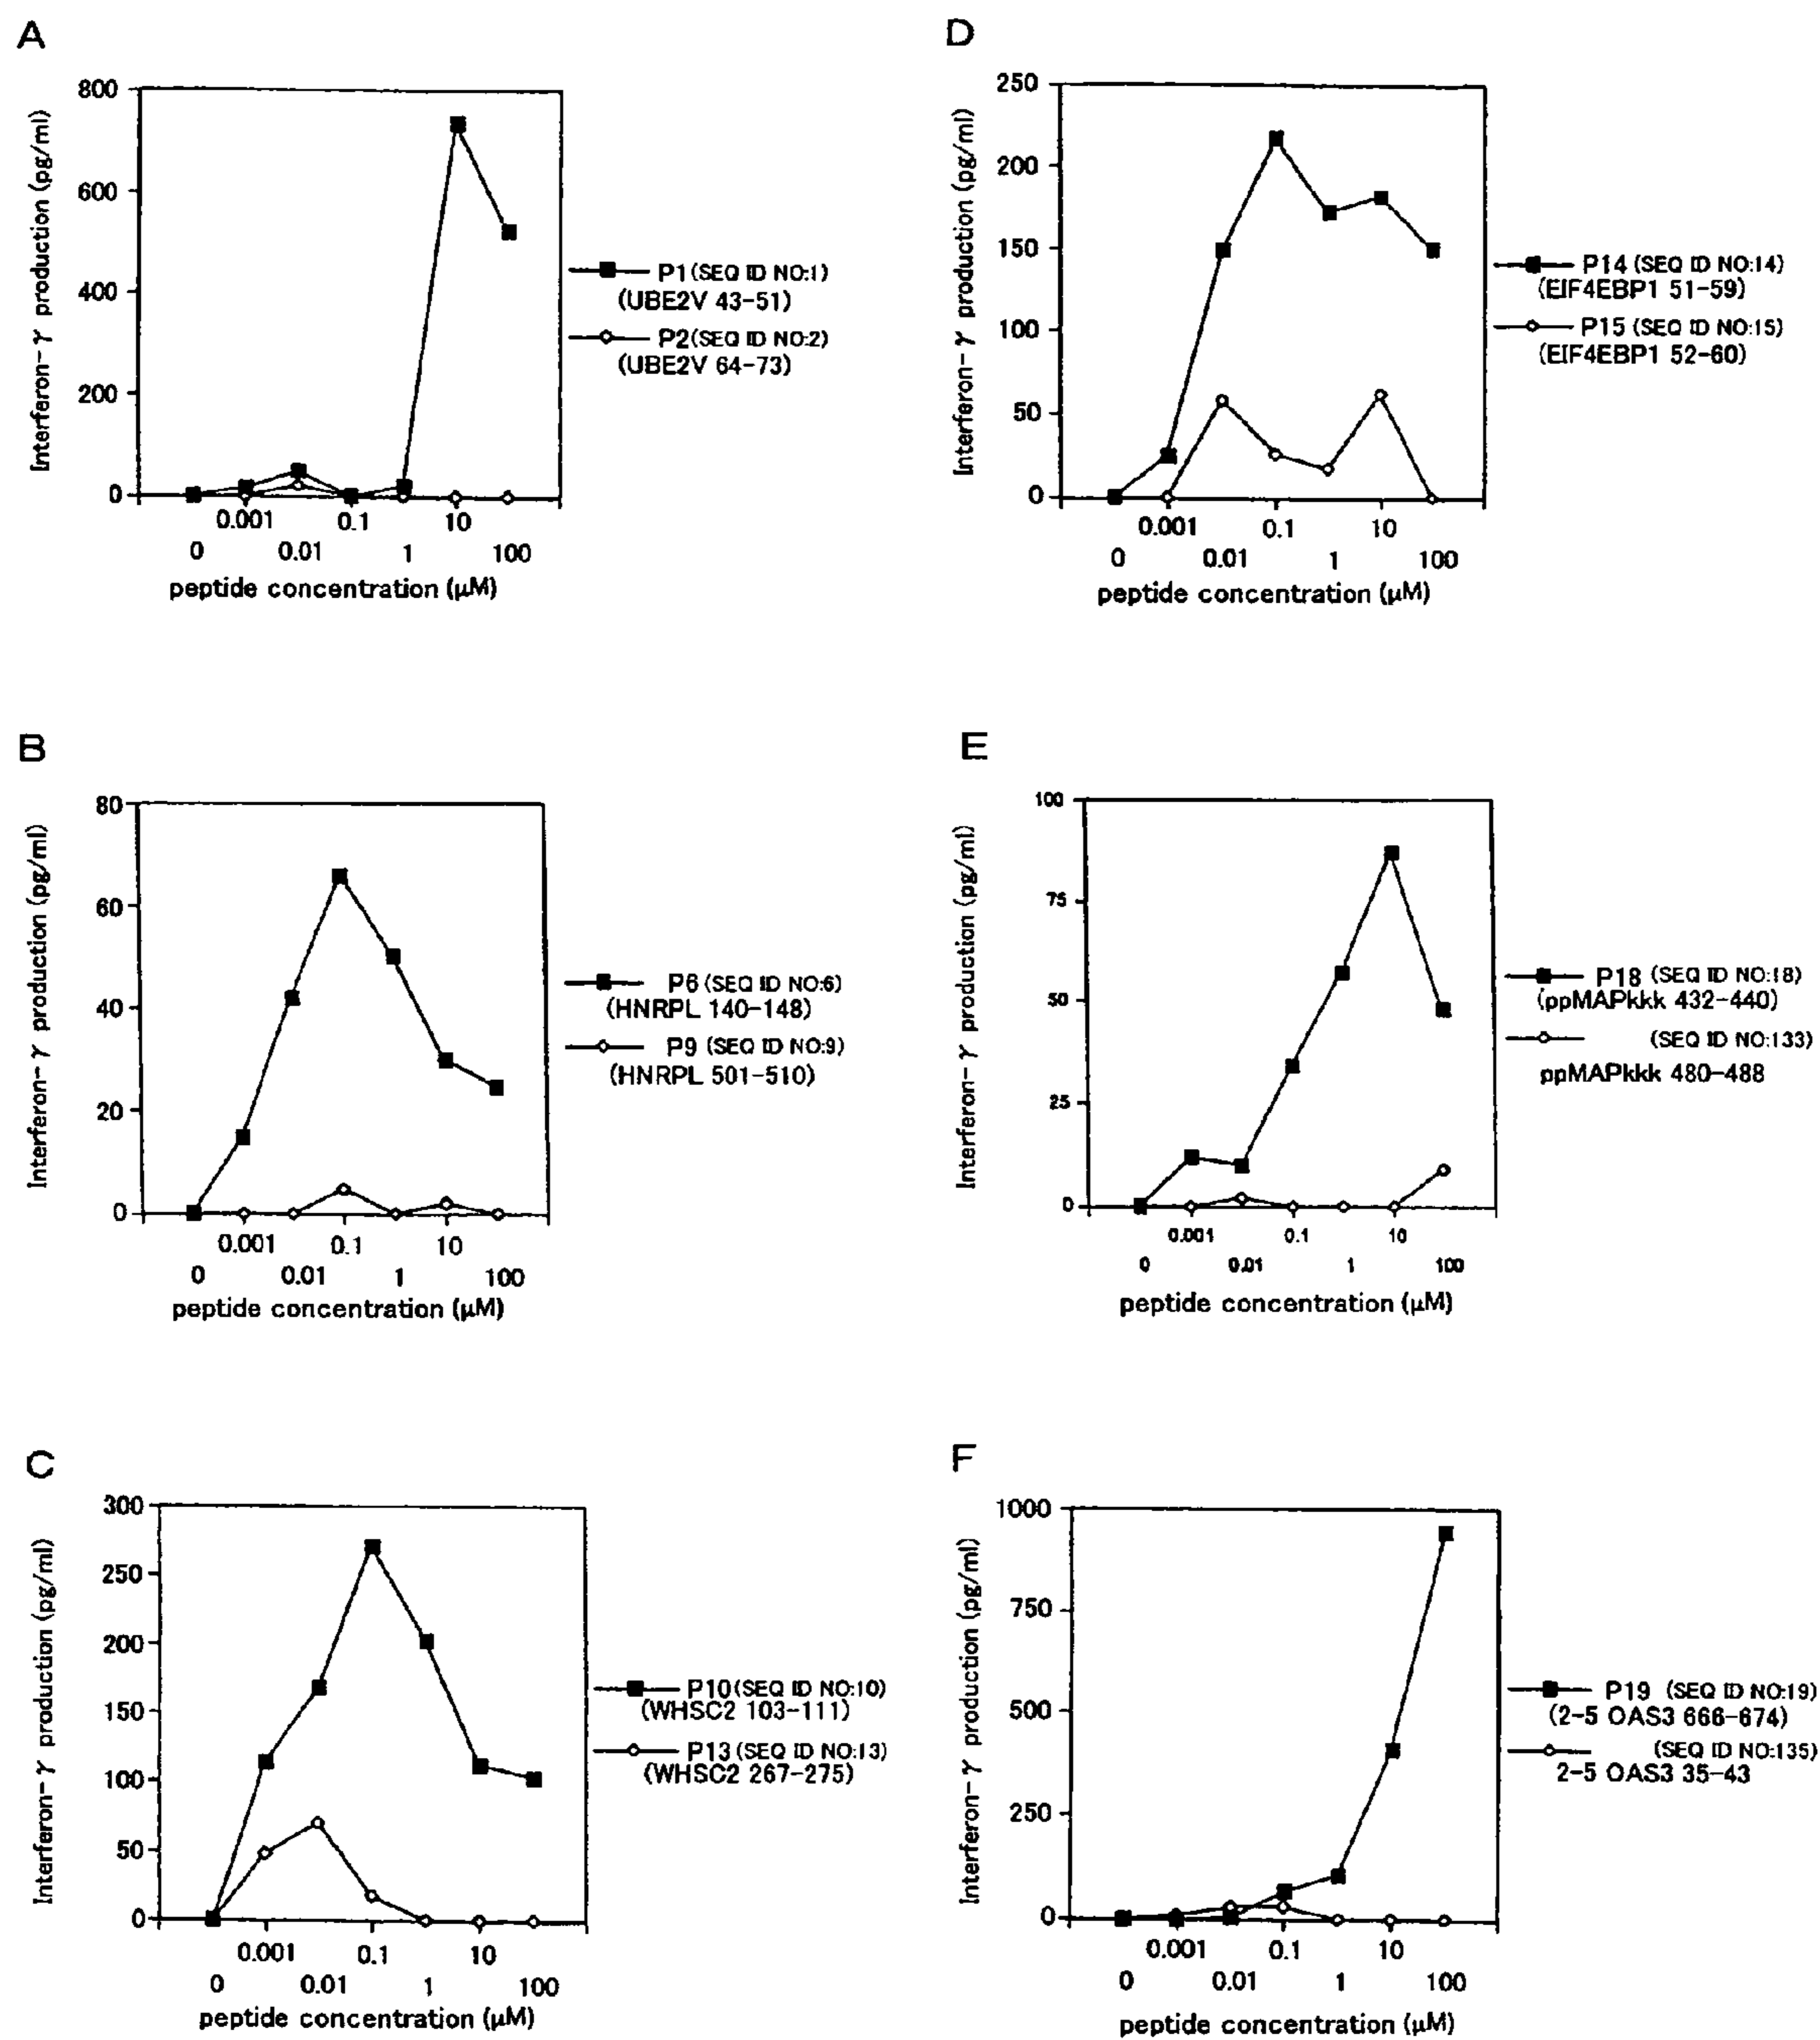 A
Interferon-γ production (pg/ml)
800
600
400
200
0
0.001 0.1 10
0 0.01 1 100
peptide concentration (μM)
P1(SEQ ID NO:1)
(UBE2V 43-51)
P2(SEQ ID NO:2)
(UBE2V 64-73)
D
Interferon-γ production (pg/ml)
250
200
150
100
50
0
0.001 0.1 10
0 0.01 1 100
peptide concentration (μM)
P14 (SEQ ID NO:14)
(EIF4EBP1 51-59)
P15 (SEQ ID NO:15)
(EIF4EBP1 52-60)
B
Interferon-γ production (pg/ml)
80
60
40
20
0
0.001 0.1 10
0 0.01 1 100
peptide concentration (μM)
P6 (SEQ ID NO:6)
(HNRPL 140-148)
P9 (SEQ ID NO:9)
(HNRPL 501-510)
E
Interferon-γ production (pg/ml)
100
75
50
25
0
0.001 0.1 10
0 0.01 1 100
peptide concentration (μM)
P18 (SEQ ID NO:18)
(ppMAPkkk 432-440)
(SEQ ID NO:133)
ppMAPkkk 480-488
C
Interferon-γ production (pg/ml)
300
250
200
150
100
50
0
0.001 0.1 10
0 0.01 1 100
peptide concentration (μM)
P10(SEQ ID NO:10)
(WHSC2 103-111)
P13 (SEQ ID NO:13)
(WHSC2 267-275)
F
Interferon-γ production (pg/ml)
1000
750
500
250
0
0.001 0.1 10
0 0.01 1 100
peptide concentration (μM)
P19 (SEQ ID NO:19)
(2-5 OAS3 666-674)
(SEQ ID NO:135)
2-5 OAS3 35-43